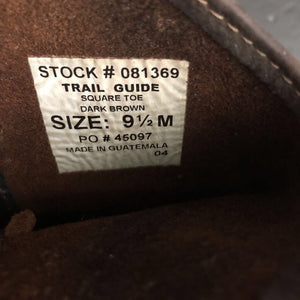 STOCK # 081369
TRAIL GUIDE
SQUARE TOE
DARK BROWN
SIZE: 9½ M
PO # 45097
MADE IN GUATEMALA
04